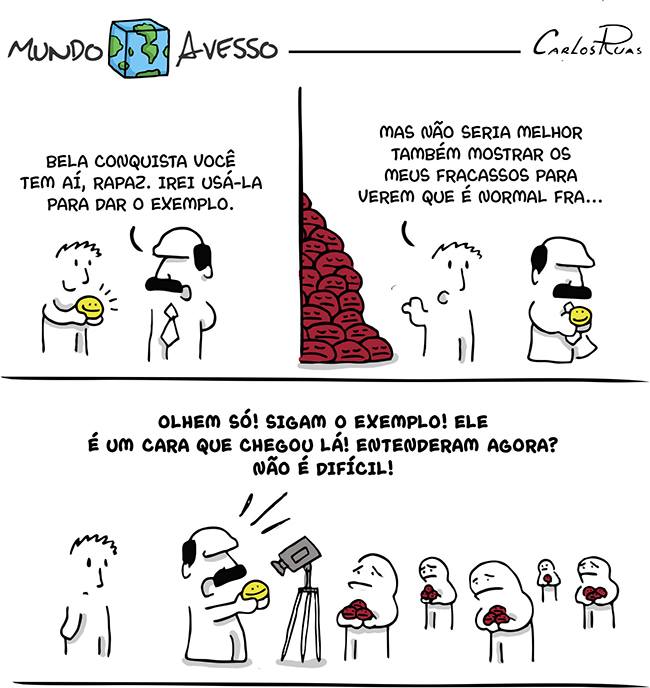 MUNDO AVESSO
CARLOS RUAS
BELA CONQUISTA VOCÊ
TEM AÍ, RAPAZ. IREI USÁ-LA
PARA DAR O EXEMPLO.
MAS NÃO SERIA MELHOR
TAMBÉM MOSTRAR OS
MEUS FRACASSOS PARA
VEREM QUE É NORMAL FRA...
OLHEM SÓ! SIGAM O EXEMPLO! ELE
É UM CARA QUE CHEGOU LÁ! ENTENDERAM AGORA?
NÃO É DIFÍCIL!